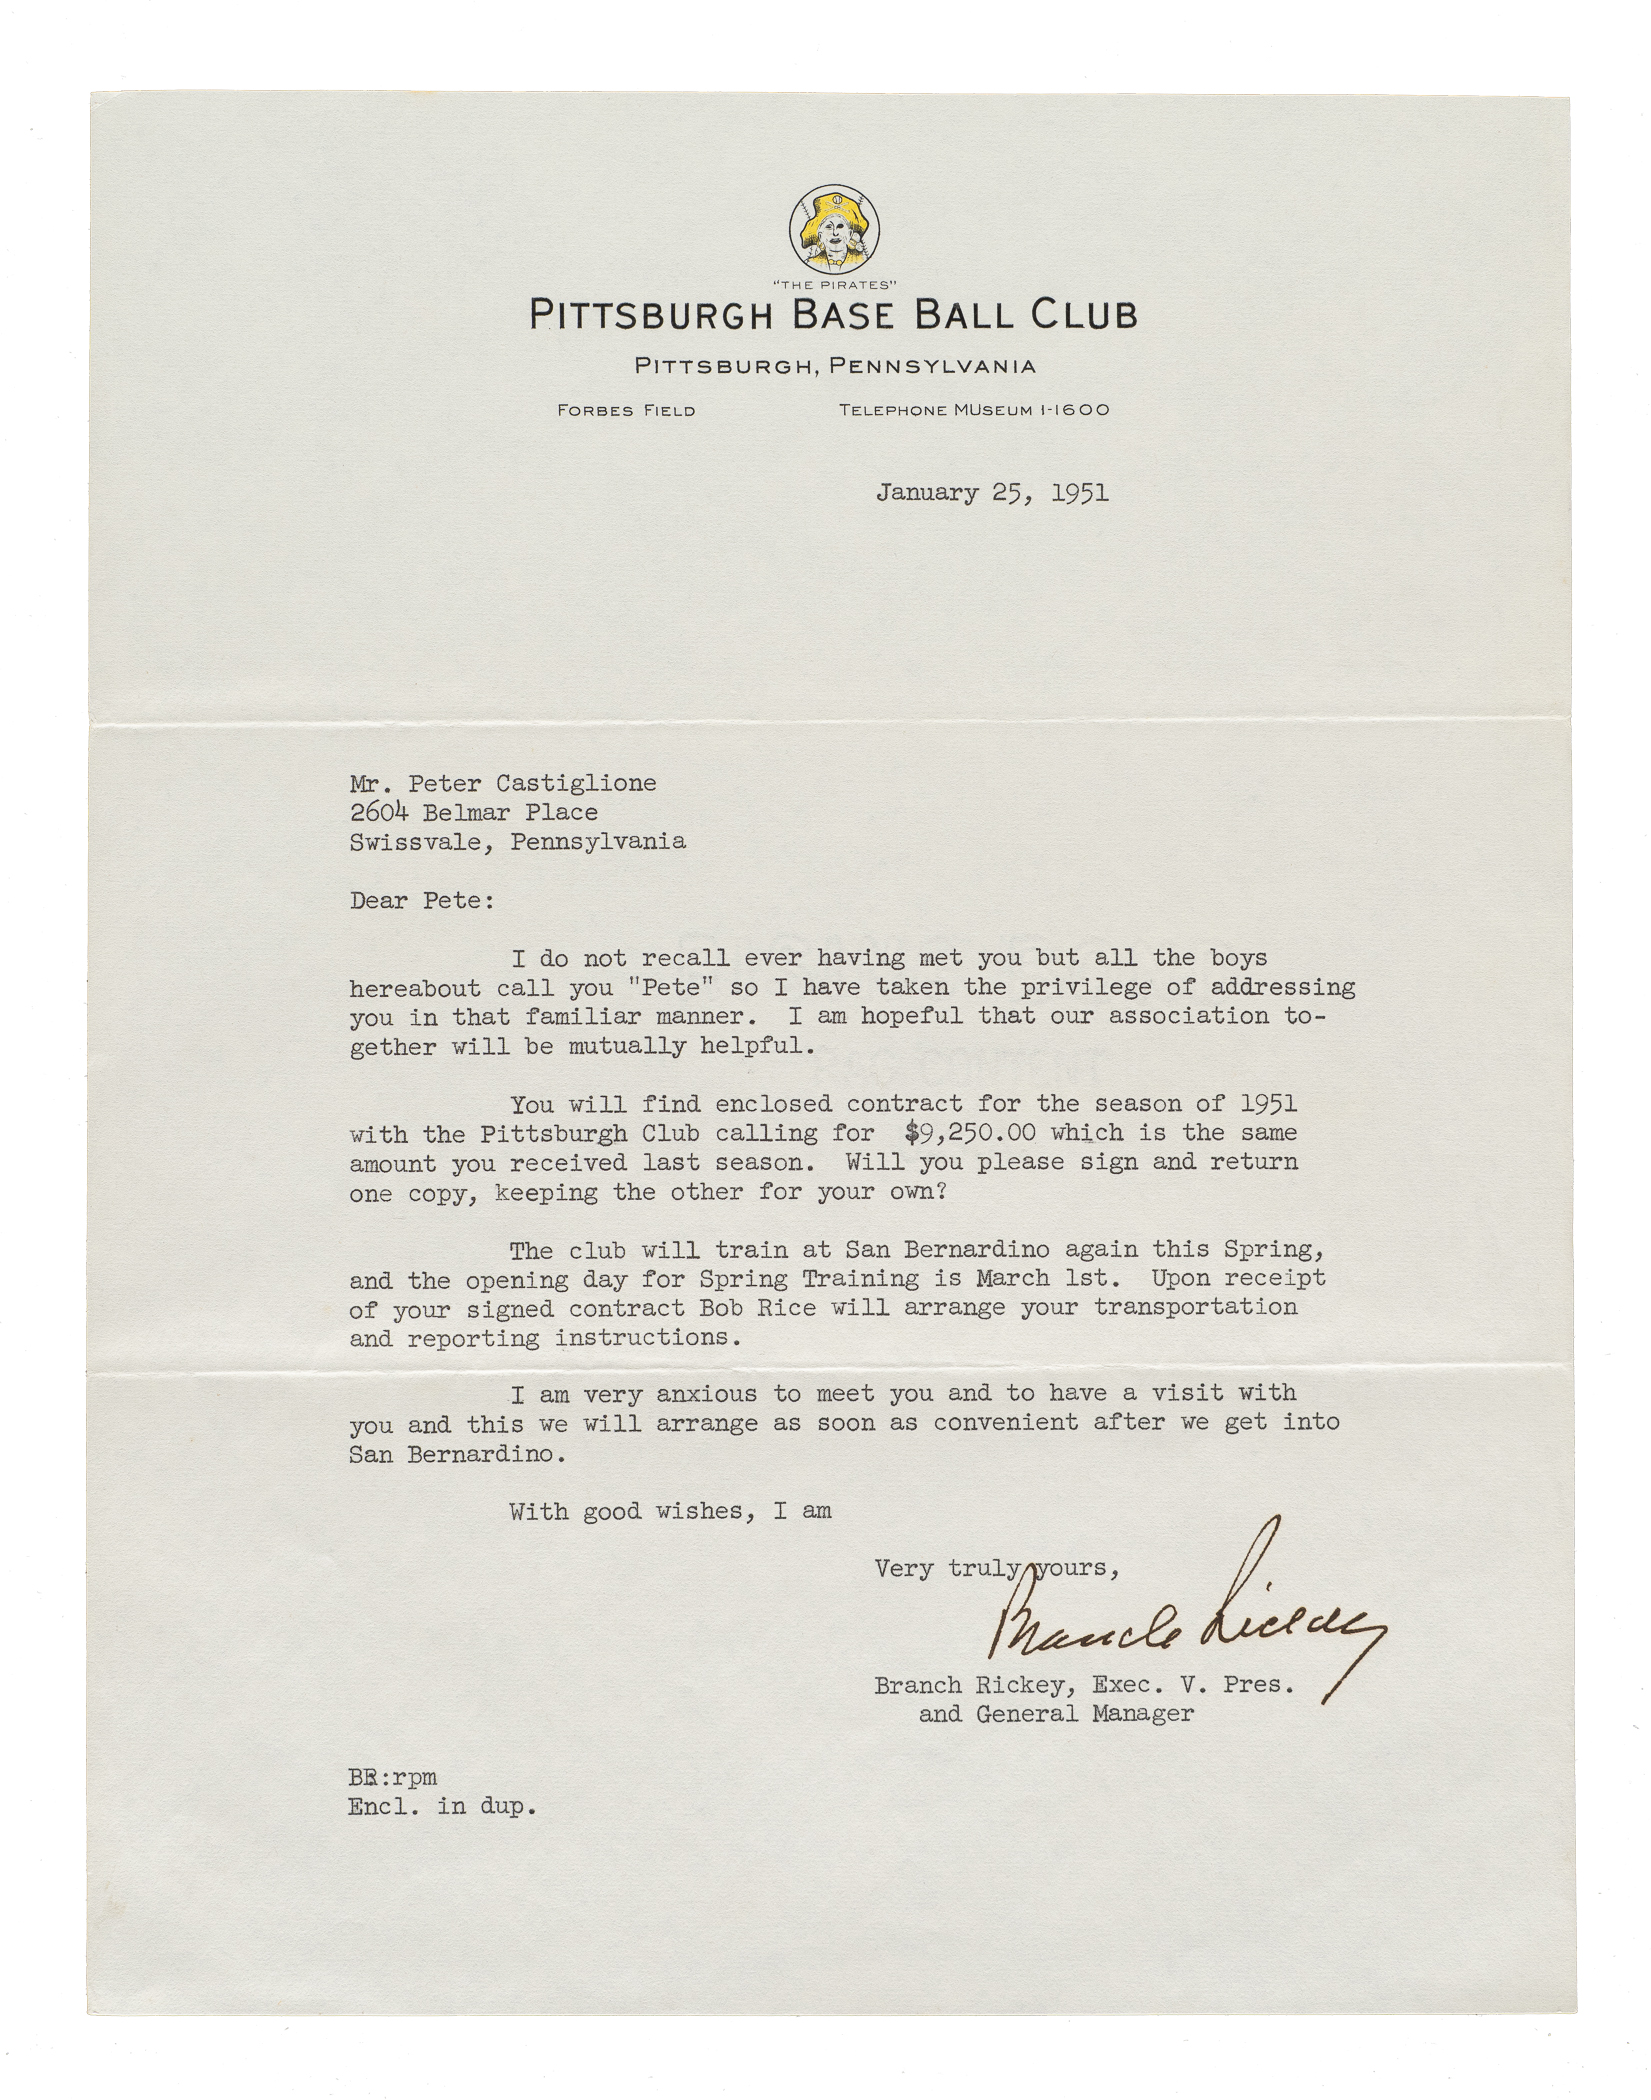 "THE PIRATES"
PITTSBURGH BASE BALL CLUB
PITTSBURGH, PENNSYLVANIA
FORBES FIELD TELEPHONE MUSEUM 1-1600
January 25, 1951
Mr. Peter Castiglione
2604 Belmar Place
Swissvale, Pennsylvania
Dear Pete:
I do not recall ever having met you but all the boys
hereabout call you "Pete" so I have taken the privilege of addressing
you in that familiar manner. I am hopeful that our association to-
gether will be mutually helpful.
You will find enclosed contract for the season of 1951
with the Pittsburgh Club calling for $9,250.00 which is the same
amount you received last season. Will you please sign and return
one copy, keeping the other for your own?
The club will train at San Bernardino again this Spring,
and the opening day for Spring Training is March 1st. Upon receipt
of your signed contract Bob Rice will arrange your transportation
and reporting instructions.
I am very anxious to meet you and to have a visit with
you and this we will arrange as soon as convenient after we get into
San Bernardino.
With good wishes, I am
Very truly yours,
Branch Rickey
Branch Rickey, Exec. V. Pres.
and General Manager
BR:rpm
Encl. in dup.